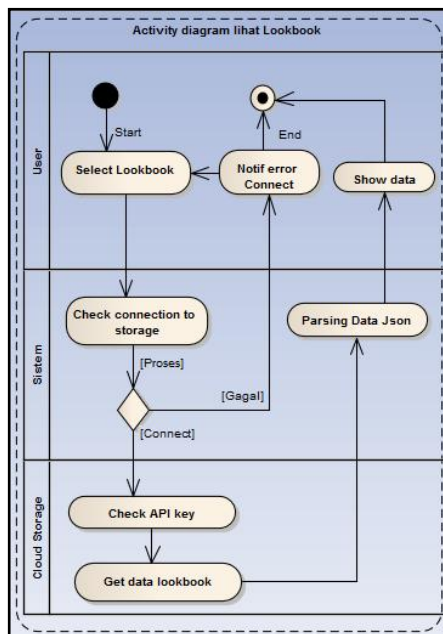 Activity diagram lihat Lookbook
User
Start
End
Select Lookbook
Notif error
Connect
Show data
Sistem
Check connection to
storage
Parsing Data Json
[Proses]
[Gagal]
[Connect]
Cloud Storage
Check API key
Get data lookbook